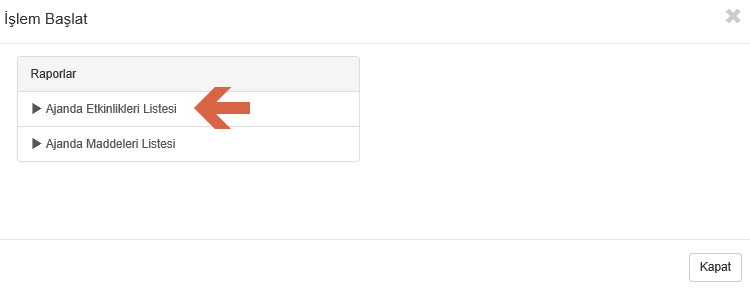 İşlem Başlat
Raporlar
Ajanda Etkinlikleri Listesi
Ajanda Maddeleri Listesi
Kapat